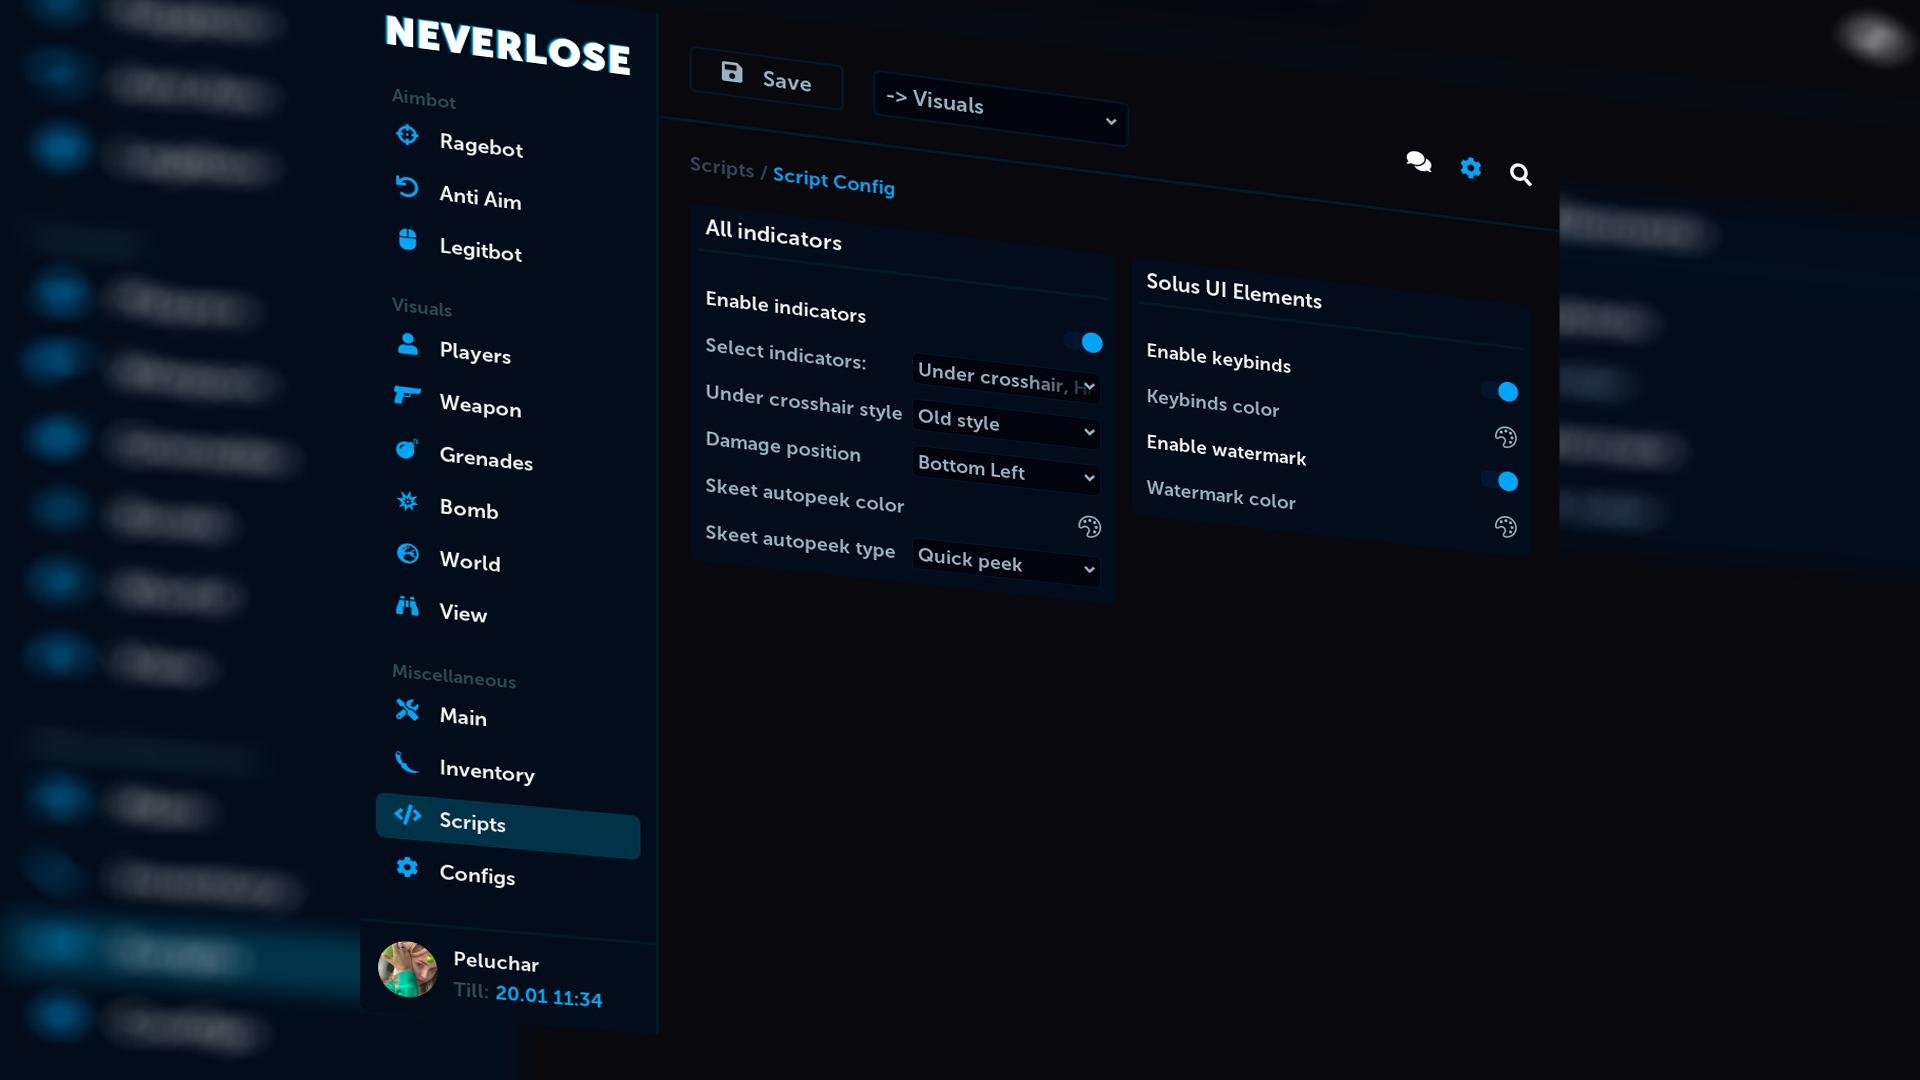 NEVERLOSE
Aimbot
Ragebot
Anti Aim
Legitbot
Visuals
Players
Weapon
Grenades
Bomb
World
View
Miscellaneous
Main
Inventory
Scripts
Configs
Peluchar
Till: 20.01 11:34
Save
-> Visuals
Scripts / Script Config
All indicators
Enable indicators
Select indicators: Under crosshair,
Under crosshair style Old style
Damage position Bottom Left
Skeet autopeek color
Skeet autopeek type Quick peek
Solus UI Elements
Enable keybinds
Keybinds color
Enable watermark
Watermark color